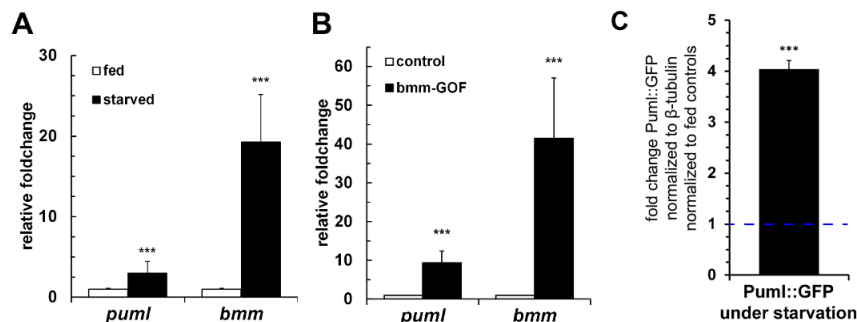 A
relative foldchange
30
20
10
0
fed
starved
***
***
puml
bmm
B
relative foldchange
60
50
40
30
20
10
0
control
bmm-GOF
***
***
puml
bmm
C
fold change Puml::GFP
normalized to β-tubulin
normalized to fed controls
5
4
3
2
1
0
***
Puml::GFP
under starvation